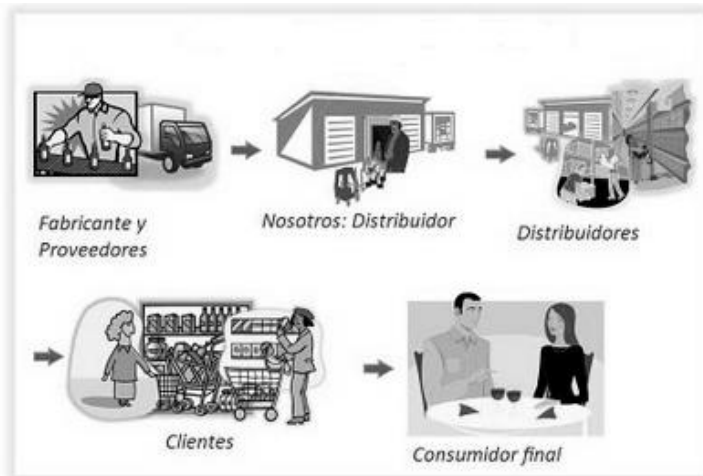 Fabricante y
Proveedores
Nosotros: Distribuidor
Distribuidores
Clientes
Consumidor final